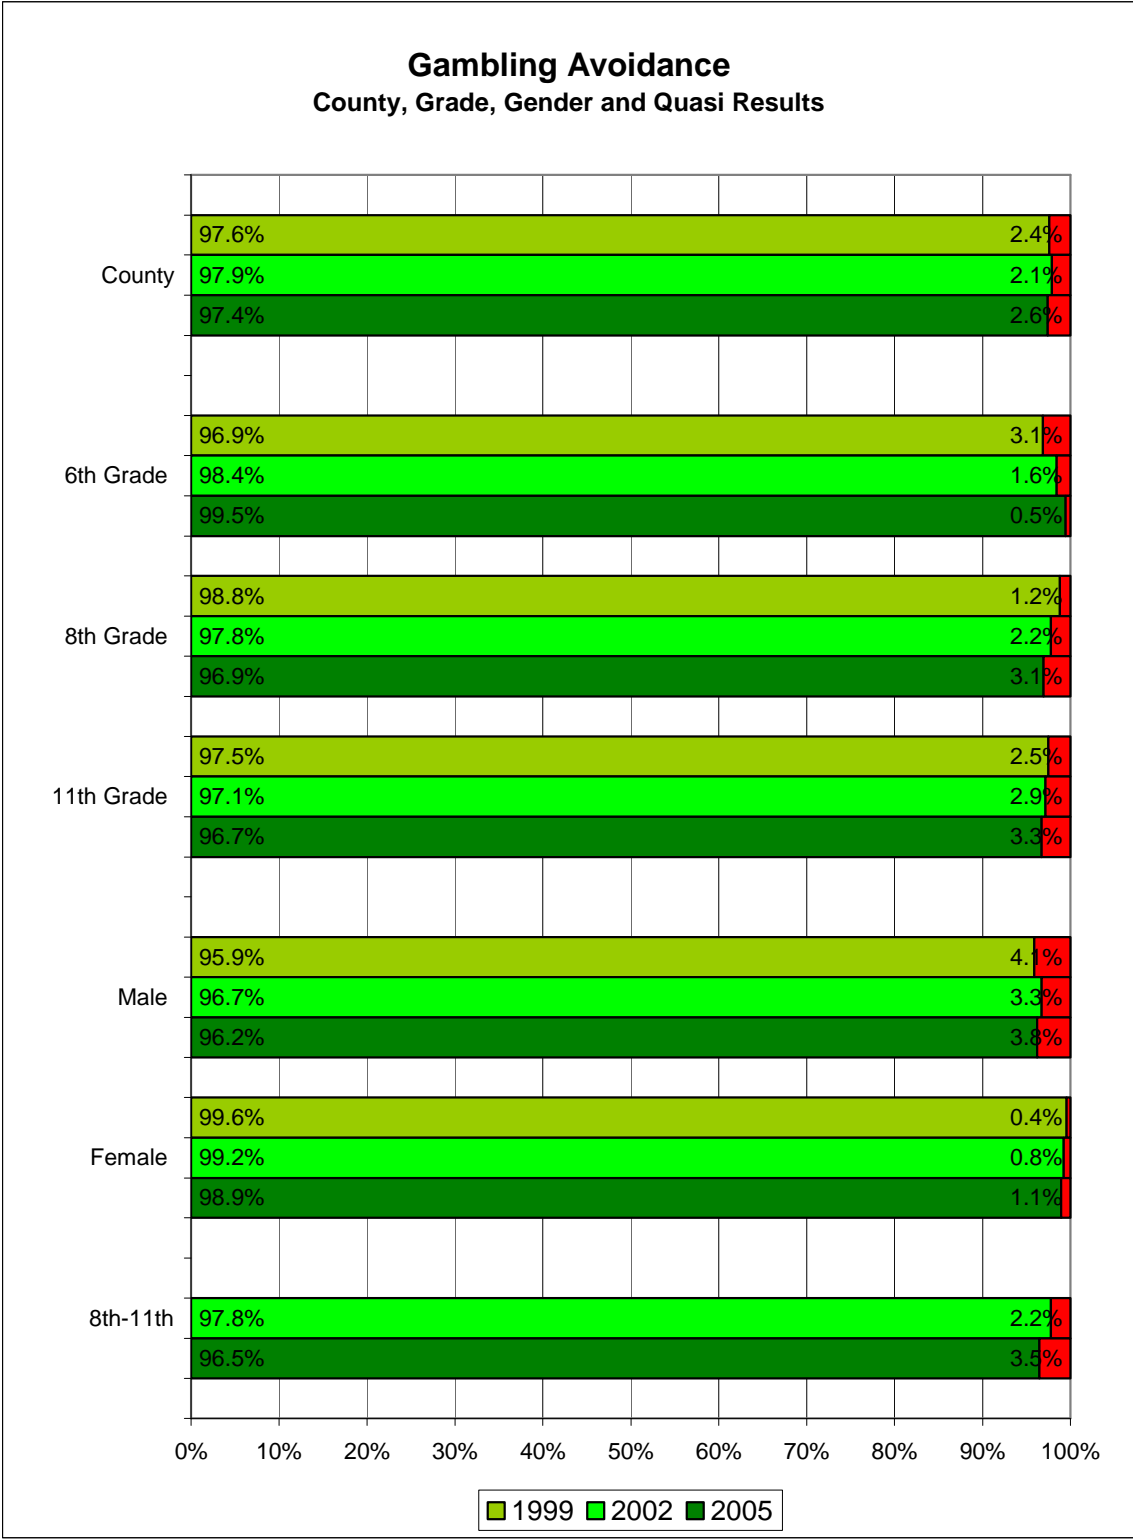 Gambling Avoidance
County, Grade, Gender and Quasi Results
97.6% 2.4%
County 97.9% 2.1%
97.4% 2.6%
96.9% 3.1%
6th Grade 98.4% 1.6%
99.5% 0.5%
98.8% 1.2%
8th Grade 97.8% 2.2%
96.9% 3.1%
97.5% 2.5%
11th Grade 97.1% 2.9%
96.7% 3.3%
95.9% 4.1%
Male 96.7% 3.3%
96.2% 3.8%
99.6% 0.4%
Female 99.2% 0.8%
98.9% 1.1%
8th-11th 97.8% 2.2%
96.5% 3.5%
0% 10% 20% 30% 40% 50% 60% 70% 80% 90% 100%
1999 2002 2005